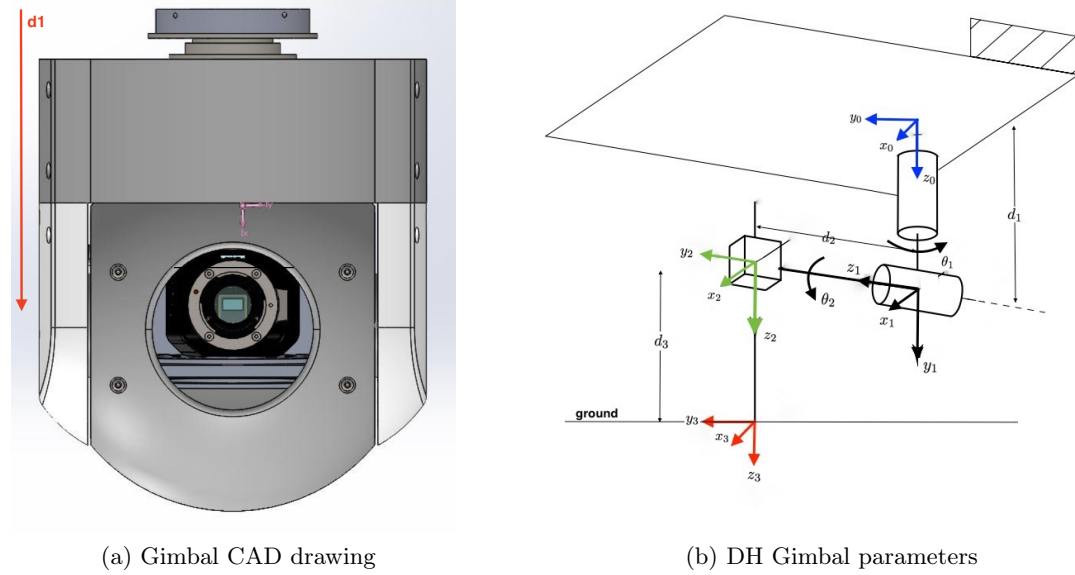 d1
y₀
x₀
z₀
d₁
d₂
θ₁
y₂
z₁
x₂
θ₂
x₁
z₂
d₃
y₁
ground
y₃
x₃
z₃
(a) Gimbal CAD drawing
(b) DH Gimbal parameters